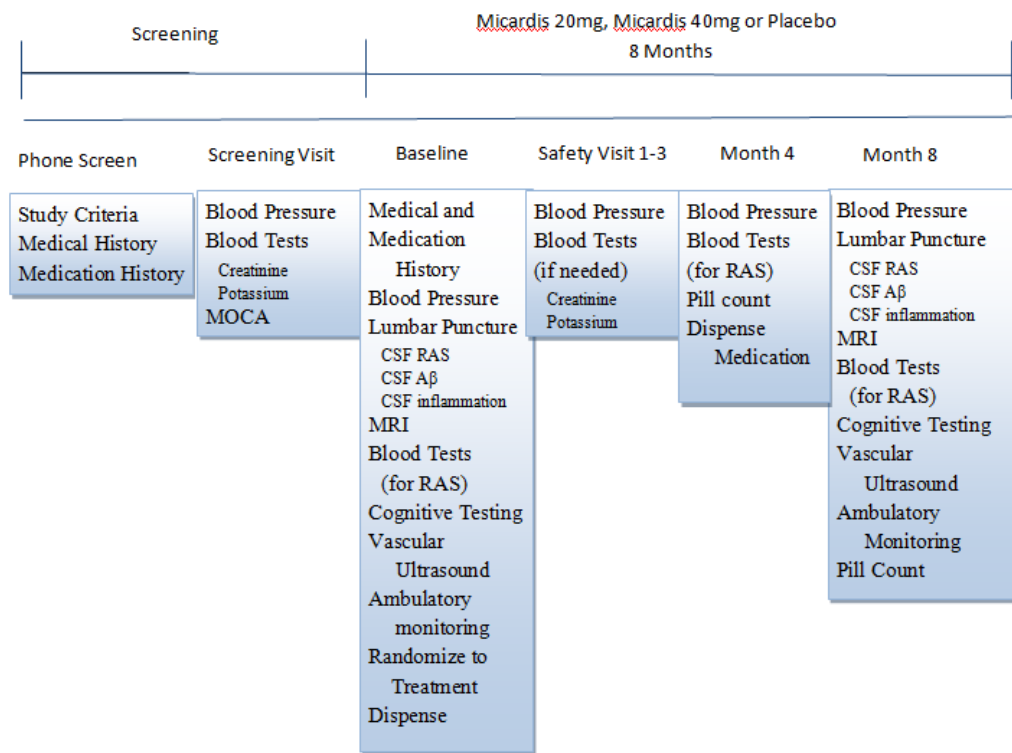 Screening
Micardis 20mg, Micardis 40mg or Placebo
8 Months
Phone Screen
Study Criteria
Medical History
Medication History
Screening Visit
Blood Pressure
Blood Tests
Creatinine
Potassium
MOCA
Baseline
Medical and
Medication
History
Blood Pressure
Lumbar Puncture
CSF RAS
CSF Aβ
CSF inflammation
MRI
Blood Tests
(for RAS)
Cognitive Testing
Vascular
Ultrasound
Ambulatory
monitoring
Randomize to
Treatment
Dispense
Safety Visit 1-3
Blood Pressure
Blood Tests
(if needed)
Creatinine
Potassium
Month 4
Blood Pressure
Blood Tests
(for RAS)
Pill count
Dispense
Medication
Month 8
Blood Pressure
Lumbar Puncture
CSF RAS
CSF Aβ
CSF inflammation
MRI
Blood Tests
(for RAS)
Cognitive Testing
Vascular
Ultrasound
Ambulatory
Monitoring
Pill Count